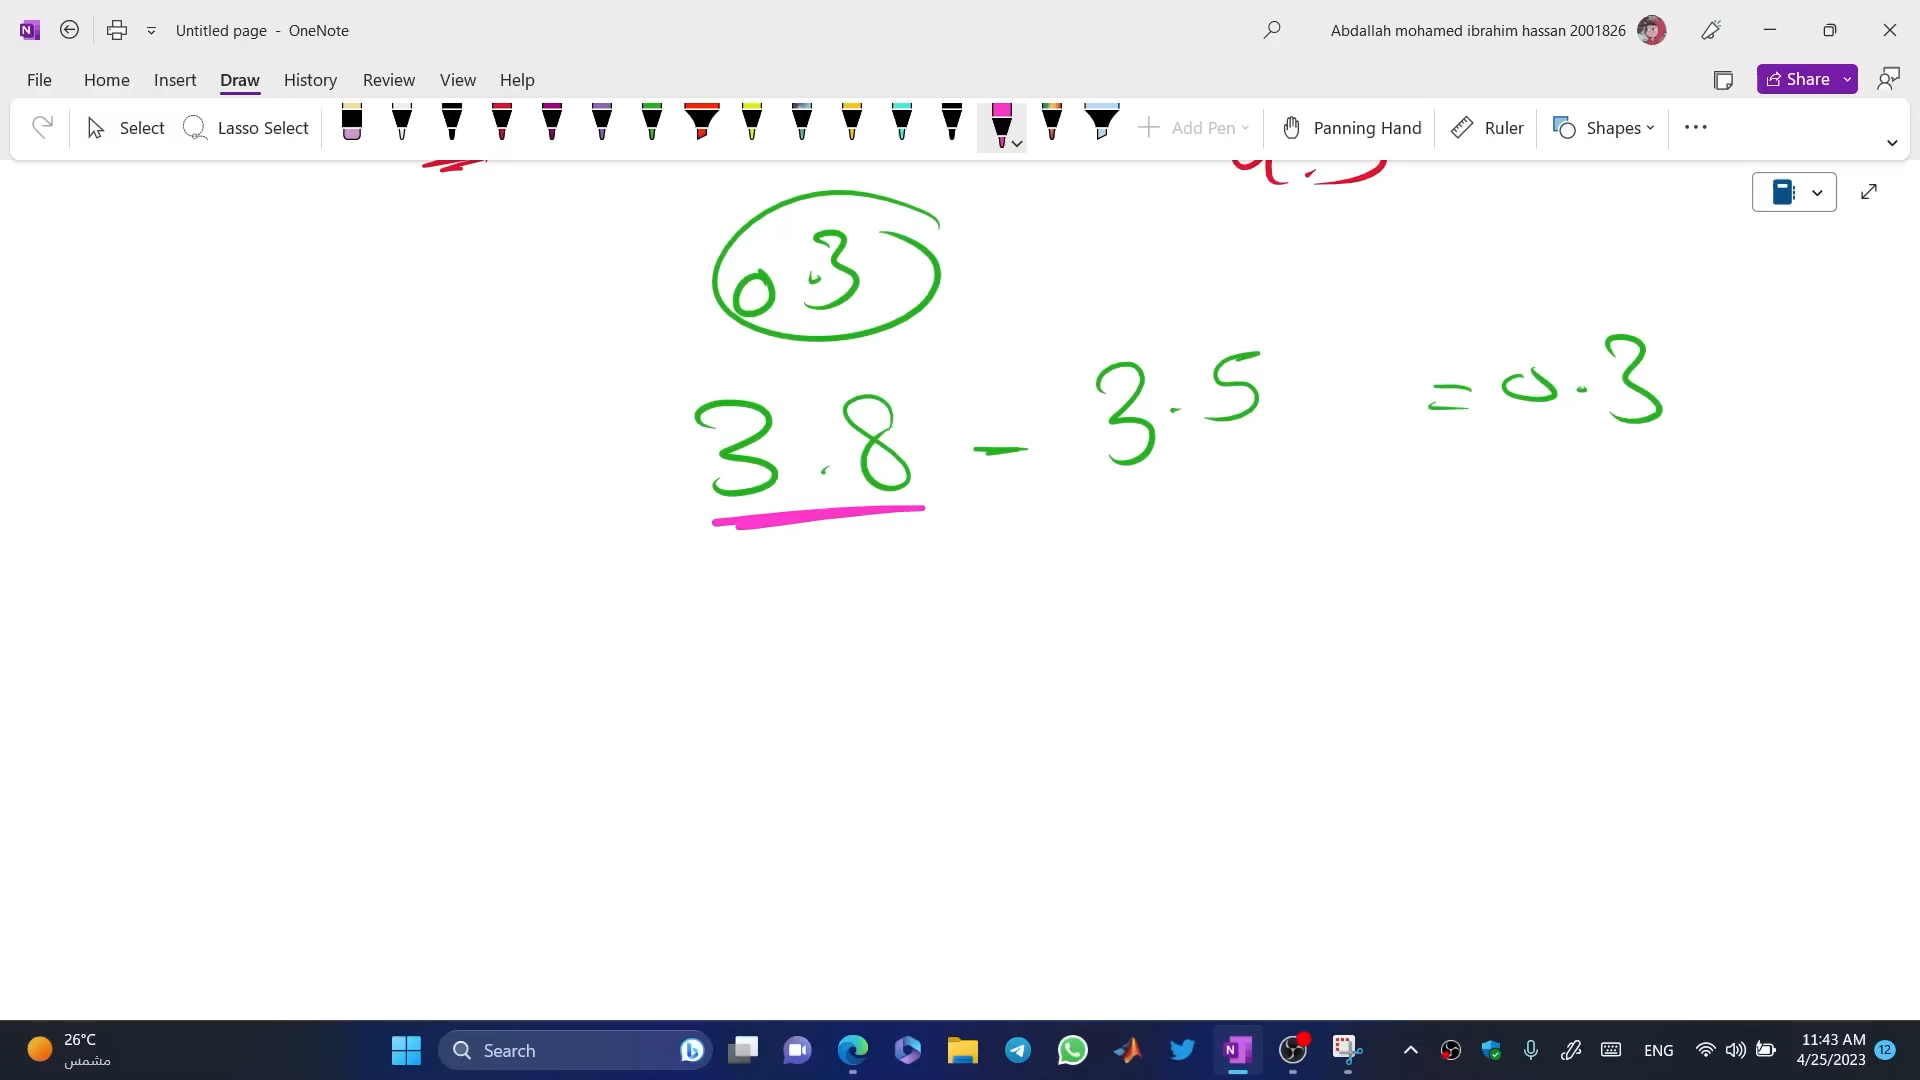 Untitled page - OneNote
Abdallah mohamed ibrahim hassan 2001826
File Home Insert Draw History Review View Help
Share
Select Lasso Select Add Pen Panning Hand Ruler Shapes
0.3
3.8 - 3.5 = 0.3
26°C
مشمس
Search
ENG
11:43 AM
4/25/2023
12